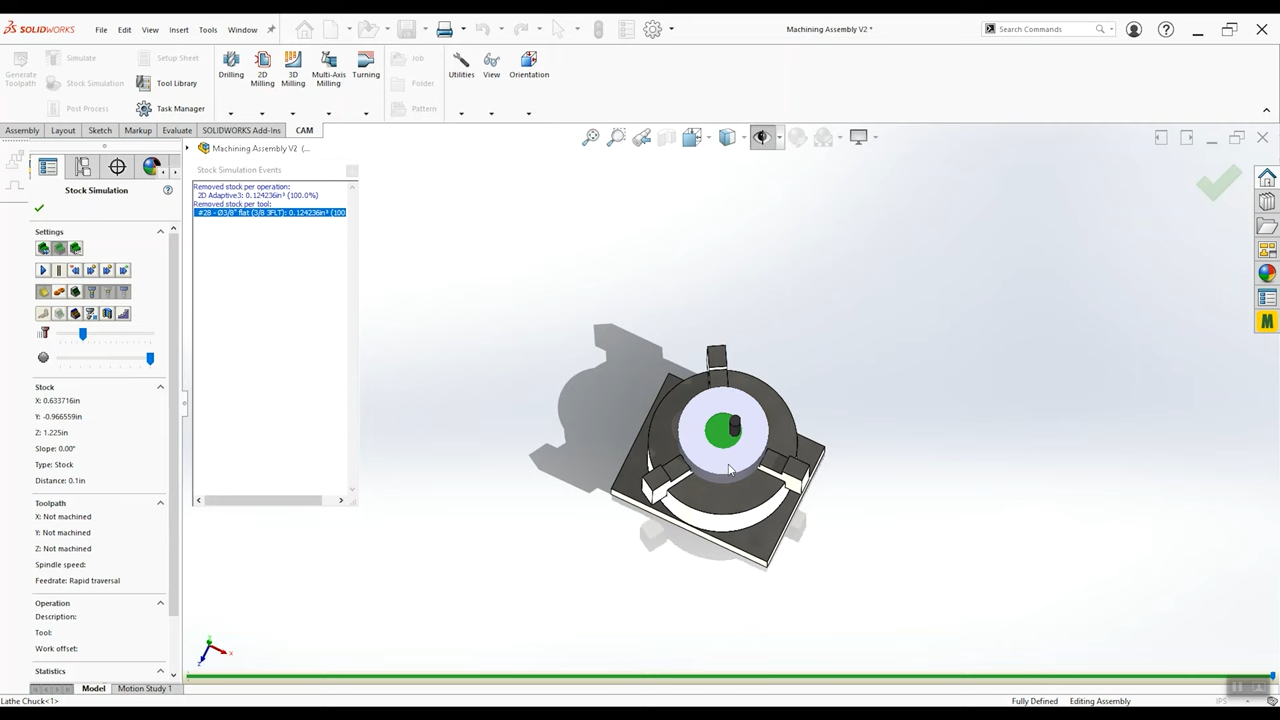 SOLIDWORKS
File Edit View Insert Tools Window
Machining Assembly V2 *
Search Commands
Generate Toolpath
Simulate
Stock Simulation
Post Process
Setup Sheet
Tool Library
Task Manager
Drilling
2D Milling
3D Milling
Multi-Axis Milling
Turning
Job
Folder
Pattern
Utilities
View
Orientation
Assembly Layout Sketch Markup Evaluate SOLIDWORKS Add-Ins CAM
Machining Assembly V2 (...
Stock Simulation
Settings
Stock
X: 0.633716in
Y: -0.966559in
Z: 1.225in
Slope: 0.00°
Type: Stock
Distance: 0.1in
Toolpath
X: Not machined
Y: Not machined
Z: Not machined
Spindle speed:
Feedrate: Rapid traversal
Operation
Description:
Tool:
Work offset:
Statistics
Stock Simulation Events
Removed stock per operation:
2D Adaptive3: 0.124236in³ (100.0%)
Removed stock per tool:
#28 - Ø3/8" flat (3/8 3FLT): 0.124236in³ (100
Model Motion Study 1
Lathe Chuck<1>
Fully Defined Editing Assembly IPS